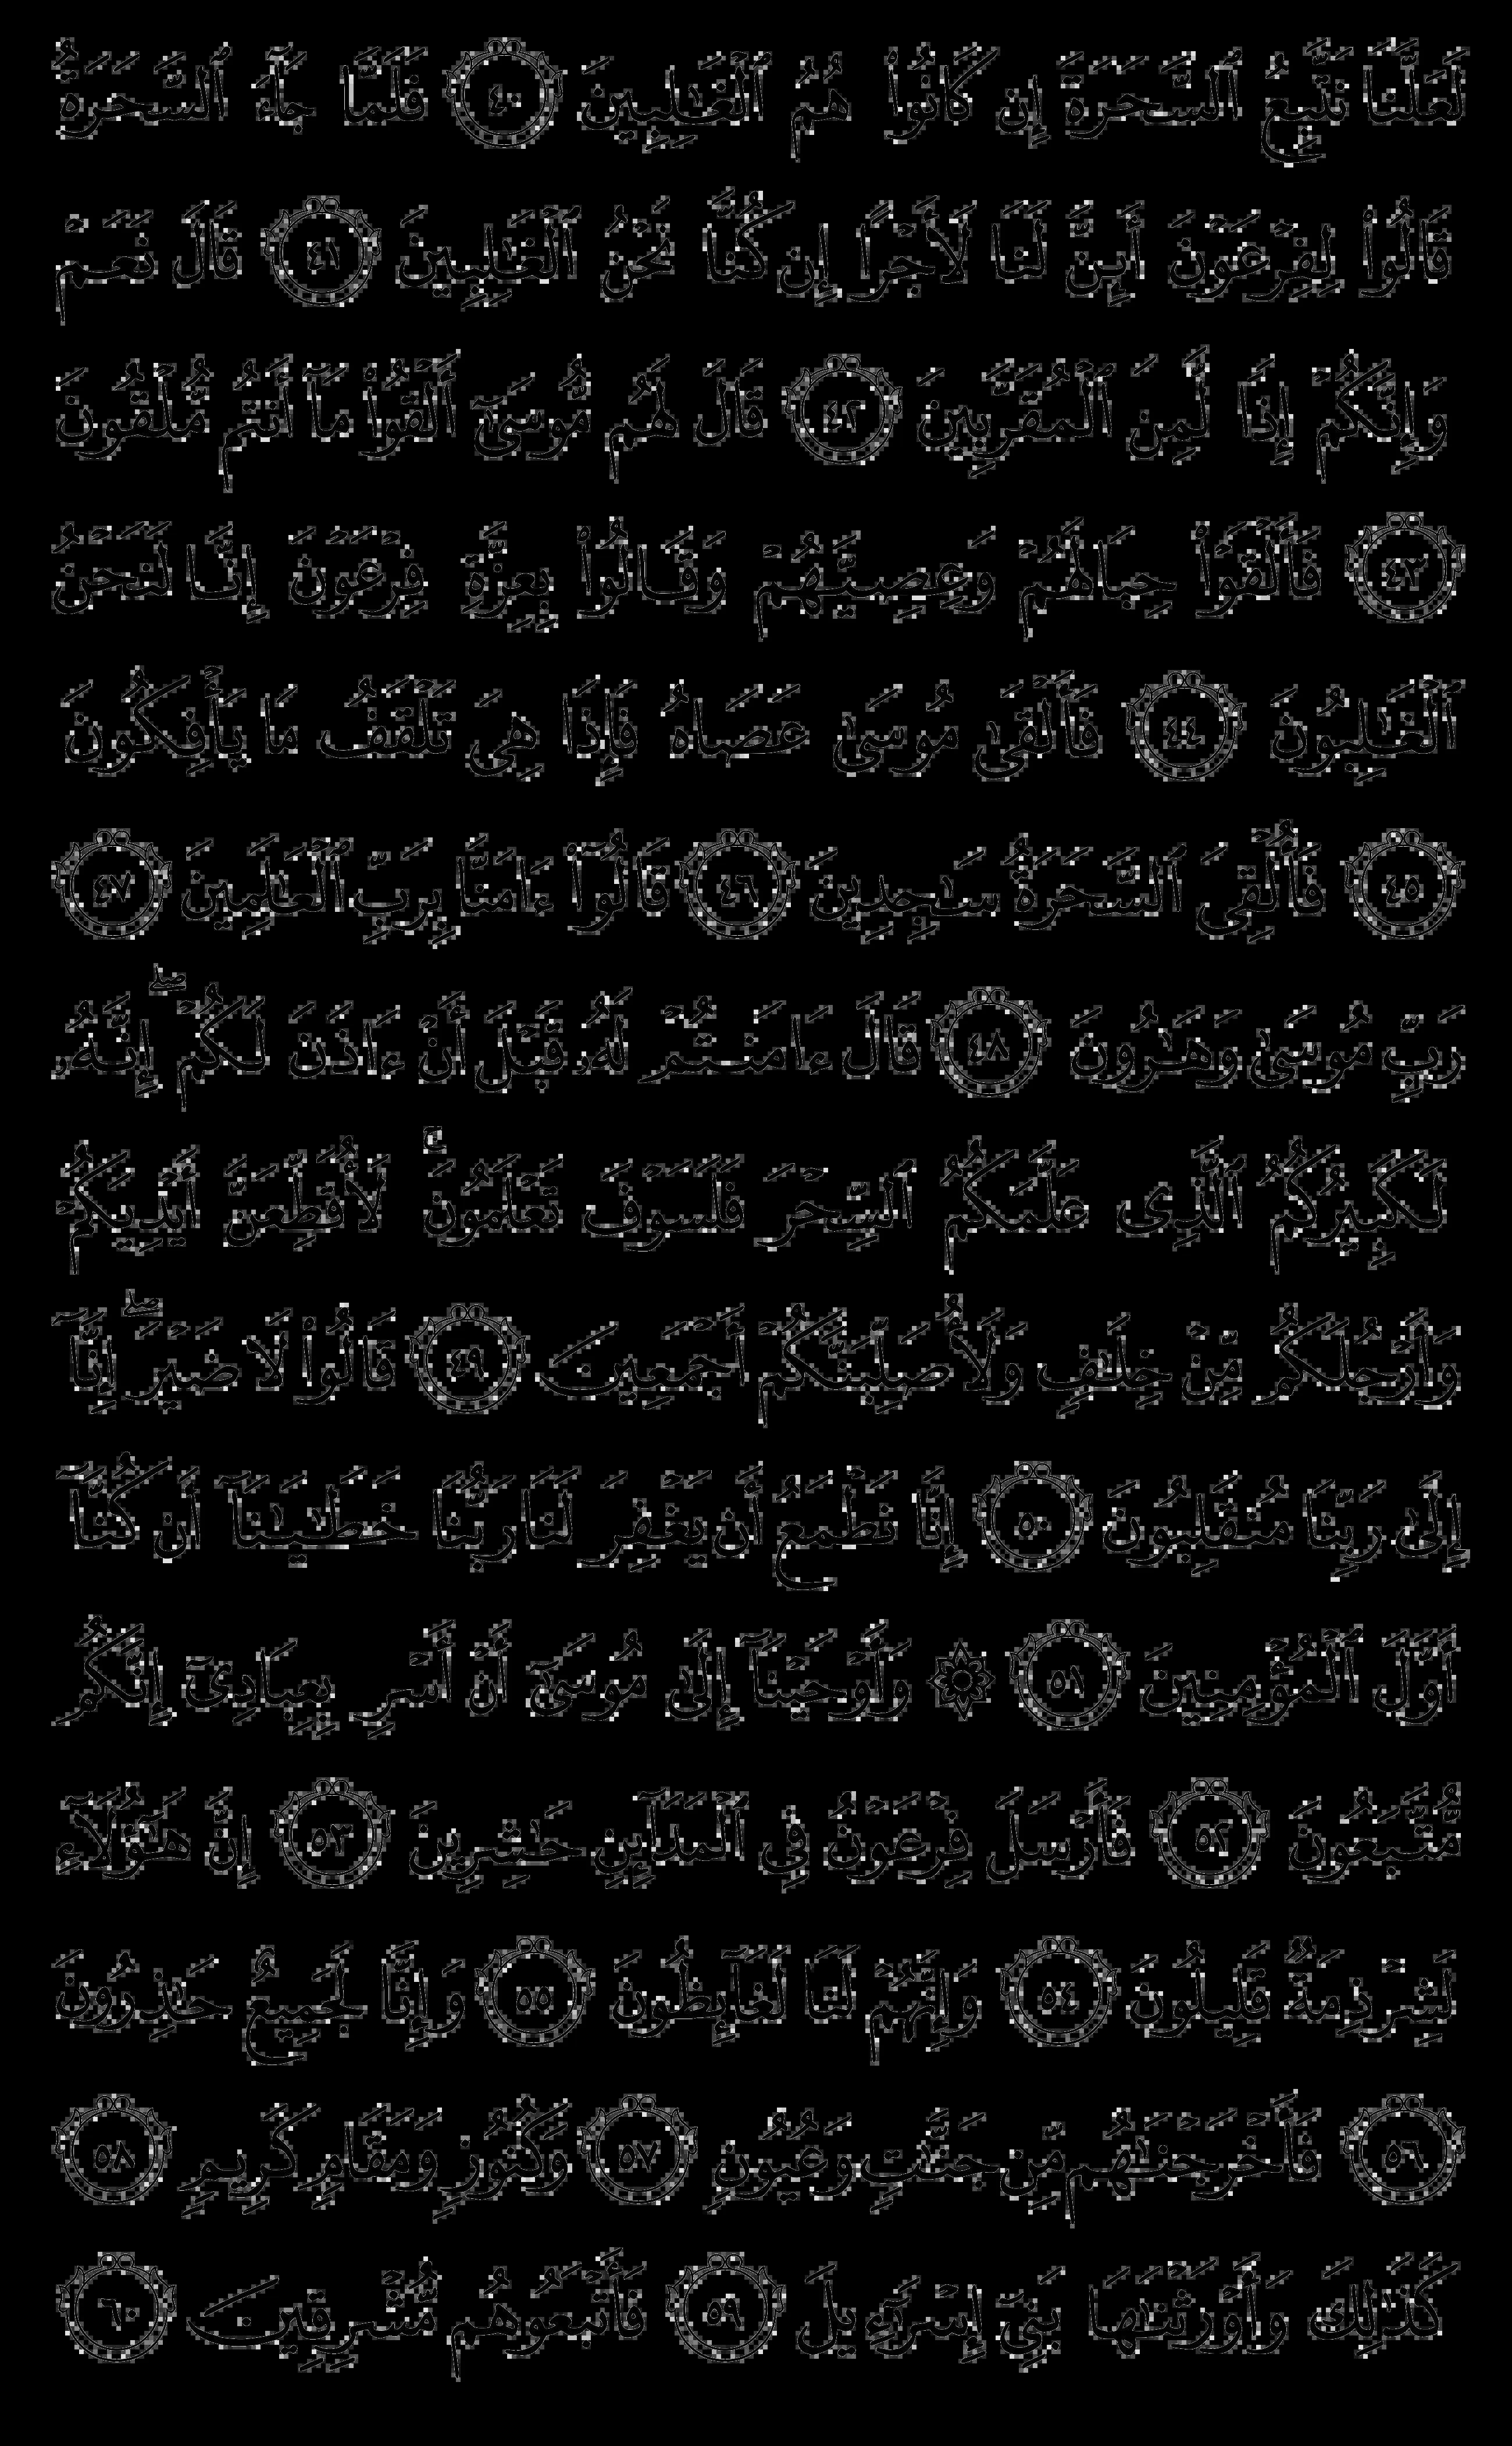 لَعَلَّنَا نَتَّبِعُ ٱلسَّحَرَةَ إِن كَانُوا۟ هُمُ ٱلْغَـٰلِبِينَ ٤٠ فَلَمَّا جَآءَ ٱلسَّحَرَةُ
قَالُوا۟ لِفِرْعَوْنَ أَئِنَّ لَنَا لَأَجْرًا إِن كُنَّا نَحْنُ ٱلْغَـٰلِبِينَ ٤١ قَالَ نَعَمْ
وَإِنَّكُمْ إِذًا لَّمِنَ ٱلْمُقَرَّبِينَ ٤٢ قَالَ لَهُم مُّوسَىٰٓ أَلْقُوا۟ مَآ أَنتُم مُّلْقُونَ
٤٣ فَأَلْقَوْا۟ حِبَالَهُمْ وَعِصِيَّهُمْ وَقَالُوا۟ بِعِزَّةِ فِرْعَوْنَ إِنَّا لَنَحْنُ
ٱلْغَـٰلِبُونَ ٤٤ فَأَلْقَىٰ مُوسَىٰ عَصَاهُ فَإِذَا هِىَ تَلْقَفُ مَا يَأْفِكُونَ
٤٥ فَأُلْقِىَ ٱلسَّحَرَةُ سَـٰجِدِينَ ٤٦ قَالُوٓا۟ ءَامَنَّا بِرَبِّ ٱلْعَـٰلَمِينَ ٤٧
رَبِّ مُوسَىٰ وَهَـٰرُونَ ٤٨ قَالَ ءَامَنتُمْ لَهُۥ قَبْلَ أَنْ ءَاذَنَ لَكُمْ ۖ إِنَّهُۥ
لَكَبِيرُكُمُ ٱلَّذِى عَلَّمَكُمُ ٱلسِّحْرَ فَلَسَوْفَ تَعْلَمُونَ ۚ لَأُقَطِّعَنَّ أَيْدِيَكُمْ
وَأَرْجُلَكُم مِّنْ خِلَـٰفٍ وَلَأُصَلِّبَنَّكُمْ أَجْمَعِينَ ٤٩ قَالُوا۟ لَا ضَيْرَ ۖ إِنَّآ
إِلَىٰ رَبِّنَا مُنقَلِبُونَ ٥٠ إِنَّا نَطْمَعُ أَن يَغْفِرَ لَنَا رَبُّنَا خَطَـٰيَـٰنَآ أَن كُنَّآ
أَوَّلَ ٱلْمُؤْمِنِينَ ٥١ ۞ وَأَوْحَيْنَآ إِلَىٰ مُوسَىٰٓ أَنْ أَسْرِ بِعِبَادِىٓ إِنَّكُم
مُّتَّبَعُونَ ٥٢ فَأَرْسَلَ فِرْعَوْنُ فِى ٱلْمَدَآئِنِ حَـٰشِرِينَ ٥٣ إِنَّ هَـٰٓؤُلَآءِ
لَشِرْذِمَةٌ قَلِيلُونَ ٥٤ وَإِنَّهُمْ لَنَا لَغَآئِظُونَ ٥٥ وَإِنَّا لَجَمِيعٌ حَـٰذِرُونَ
٥٦ فَأَخْرَجْنَـٰهُم مِّن جَنَّـٰتٍ وَعُيُونٍ ٥٧ وَكُنُوزٍ وَمَقَامٍ كَرِيمٍ ٥٨
كَذَٰلِكَ وَأَوْرَثْنَـٰهَا بَنِىٓ إِسْرَٰٓءِيلَ ٥٩ فَأَتْبَعُوهُم مُّشْرِقِينَ ٦٠